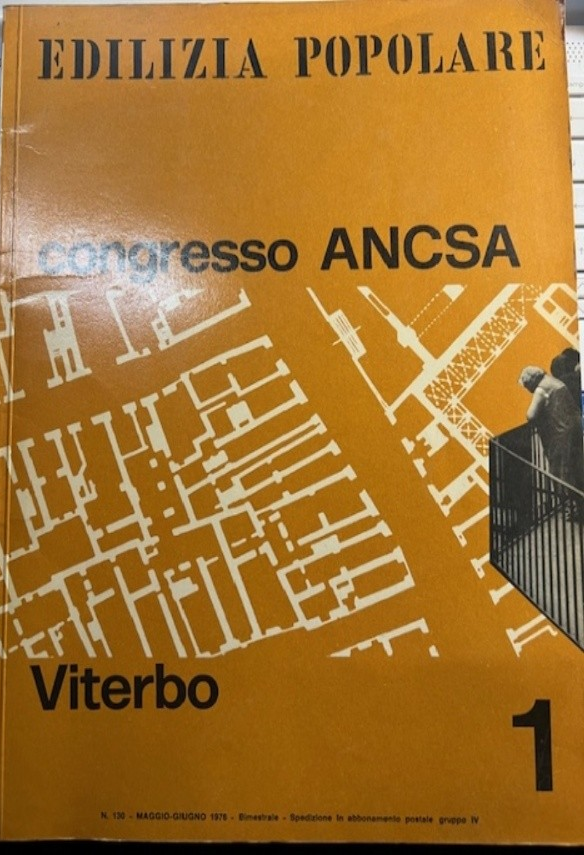 EDILIZIA POPOLARE
congresso ANCSA
Viterbo
1
N. 130 - MAGGIO-GIUGNO 1976 - Bimestrale - Spedizione in abbonamento postale gruppo IV